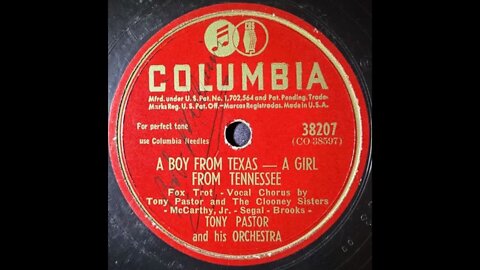 COLUMBIA
Mfrd. under U.S. Pat. No. 1,702,564 and Pat. Pending. Trade-
Marks Reg. U.S. Pat. Off.-Marcas Registradas. Made in U.S.A.
For perfect tone
use Columbia Needles
38207
(CO 38597)
A BOY FROM TEXAS — A GIRL
FROM TENNESSEE
Fox Trot - Vocal Chorus by
Tony Pastor and The Clooney Sisters
- McCarthy, Jr. - Segal - Brooks -
TONY PASTOR
and his ORCHESTRA